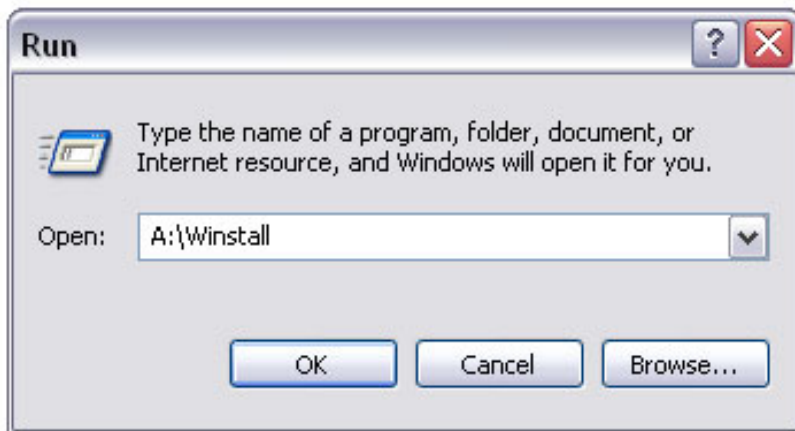 Run
Type the name of a program, folder, document, or
Internet resource, and Windows will open it for you.
Open: A:\Winstall
OK Cancel Browse...